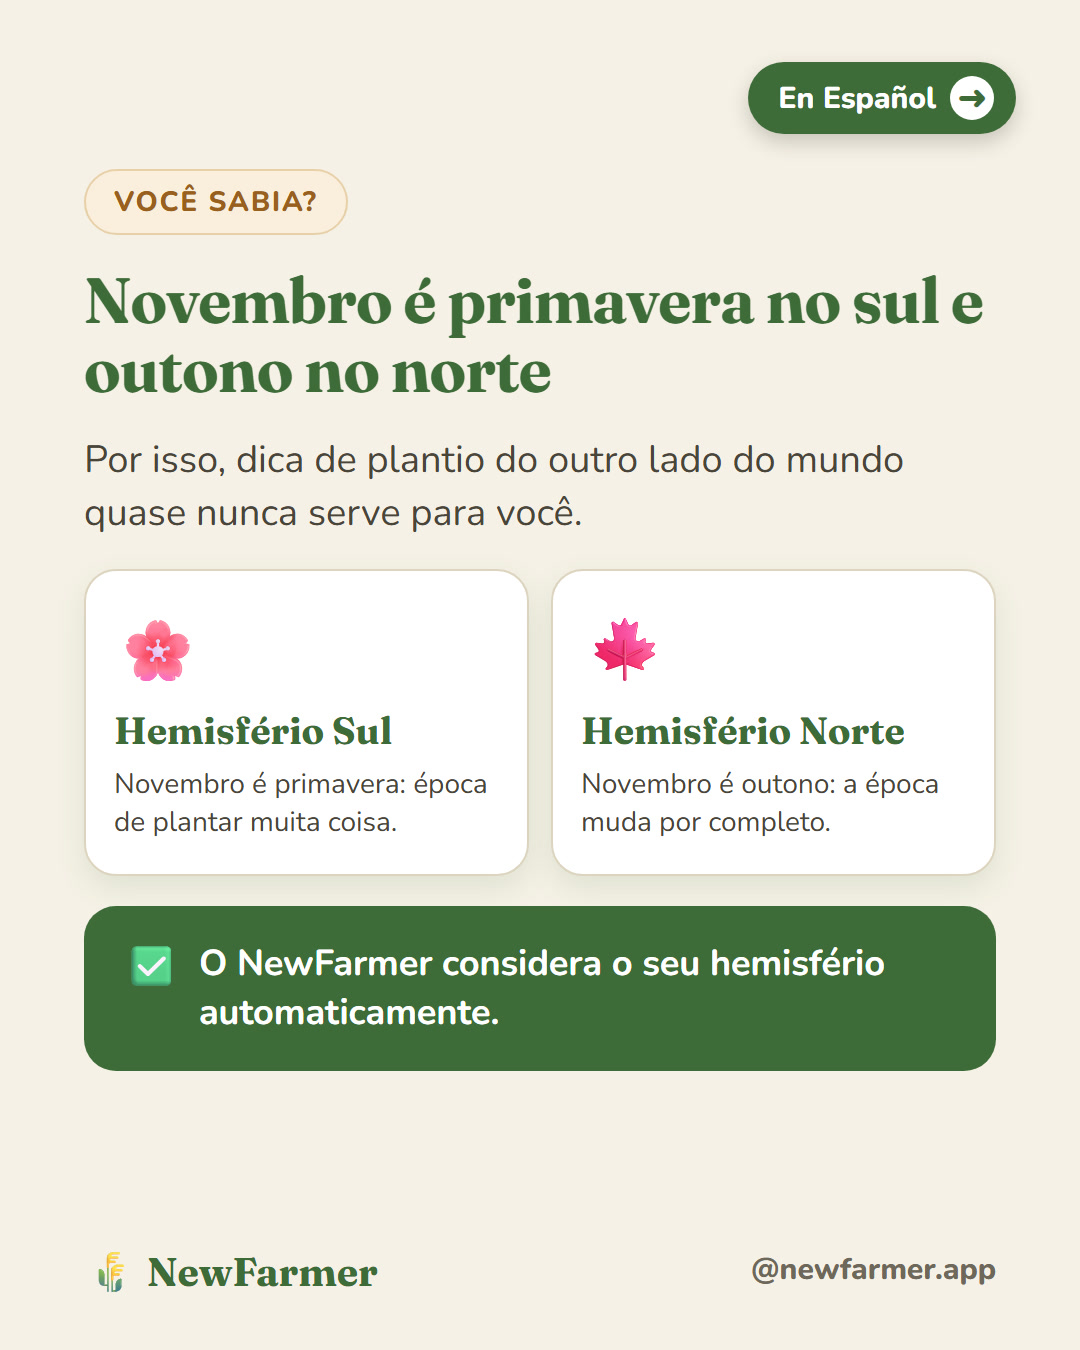 En Español
VOCÊ SABIA?
Novembro é primavera no sul e
outono no norte
Por isso, dica de plantio do outro lado do mundo
quase nunca serve para você.
Hemisfério Sul
Novembro é primavera: época
de plantar muita coisa.
Hemisfério Norte
Novembro é outono: a época
muda por completo.
O NewFarmer considera o seu hemisfério
automaticamente.
NewFarmer
@newfarmer.app